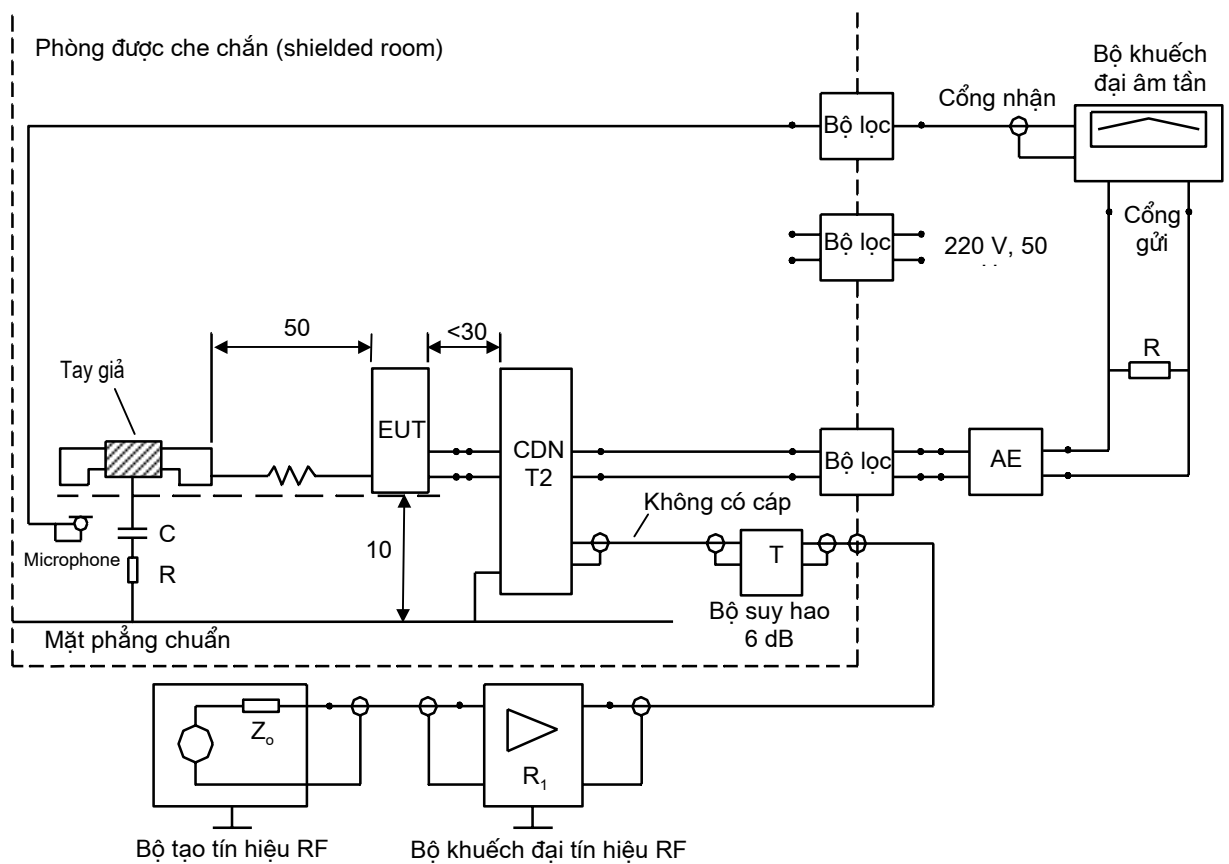 Phòng được che chắn (shielded room)
Bộ khuếch
đại âm tần
Cổng nhận
Bộ lọc
Cổng
gửi
Bộ lọc
220 V, 50
50
<30
R
Tay giả
EUT
CDN
T2
Bộ lọc
AE
Không có cáp
C
10
Microphone
R
T
Bộ suy hao
6 dB
Mặt phẳng chuẩn
Zo
R1
Bộ tạo tín hiệu RF
Bộ khuếch đại tín hiệu RF